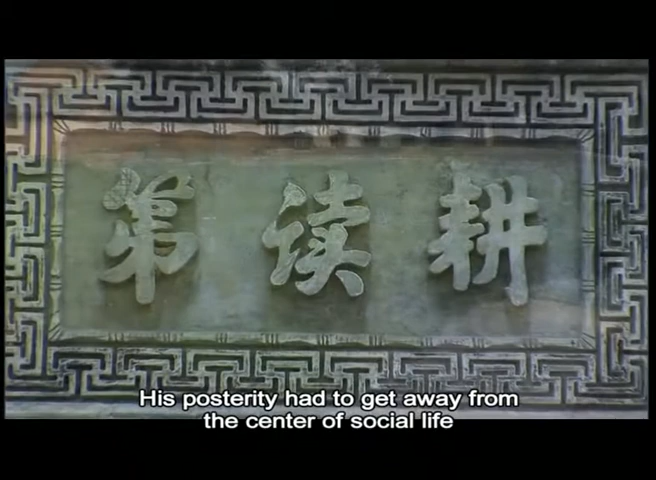 耕读第
His posterity had to get away from
the center of social life